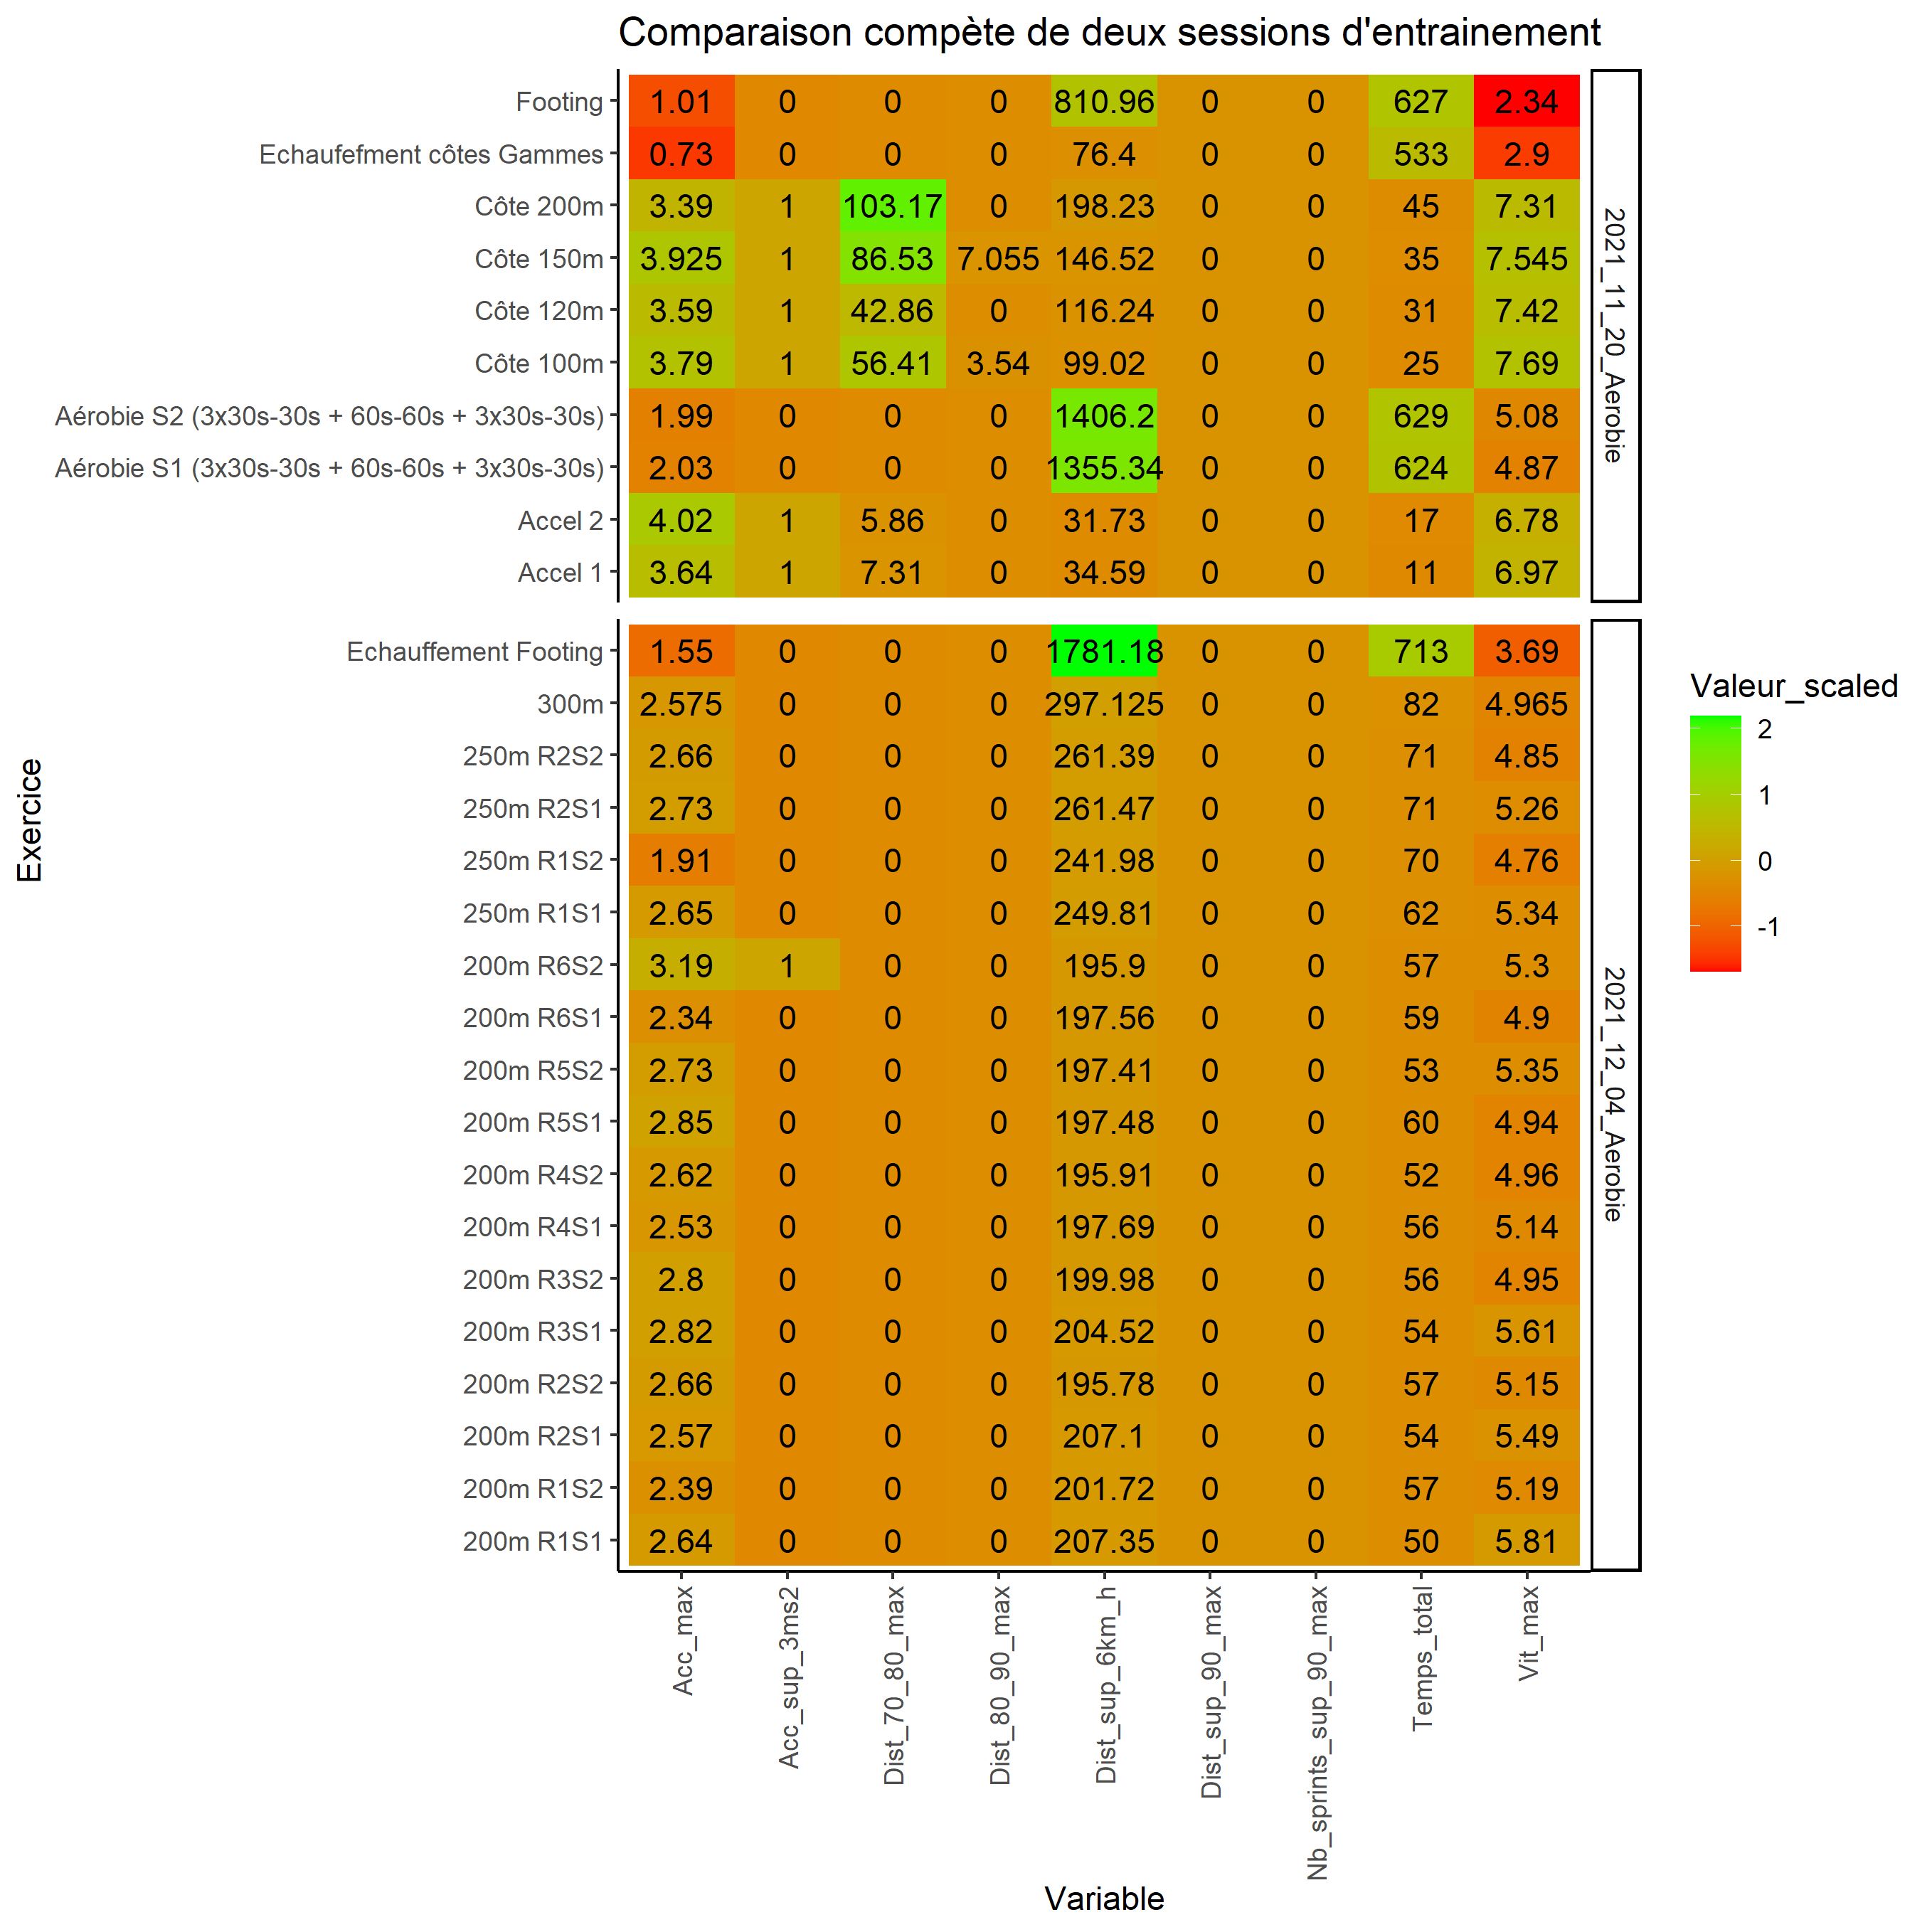 Comparaison compète de deux sessions d'entrainement
Footing 1.01 0 0 0 810.96 0 0 627 2.34
Echaufefment côtes Gammes 0.73 0 0 0 76.4 0 0 533 2.9
Côte 200m 3.39 1 103.17 0 198.23 0 0 45 7.31
Côte 150m 3.925 1 86.53 7.055 146.52 0 0 35 7.545
Côte 120m 3.59 1 42.86 0 116.24 0 0 31 7.42
Côte 100m 3.79 1 56.41 3.54 99.02 0 0 25 7.69
Aérobie S2 (3x30s-30s + 60s-60s + 3x30s-30s) 1.99 0 0 0 1406.2 0 0 629 5.08
Aérobie S1 (3x30s-30s + 60s-60s + 3x30s-30s) 2.03 0 0 0 1355.34 0 0 624 4.87
Accel 2 4.02 1 5.86 0 31.73 0 0 17 6.78
Accel 1 3.64 1 7.31 0 34.59 0 0 11 6.97
2021_11_20_Aerobie
Echauffement Footing 1.55 0 0 0 1781.18 0 0 713 3.69
300m 2.575 0 0 0 297.125 0 0 82 4.965
250m R2S2 2.66 0 0 0 261.39 0 0 71 4.85
250m R2S1 2.73 0 0 0 261.47 0 0 71 5.26
250m R1S2 1.91 0 0 0 241.98 0 0 70 4.76
250m R1S1 2.65 0 0 0 249.81 0 0 62 5.34
200m R6S2 3.19 1 0 0 195.9 0 0 57 5.3
200m R6S1 2.34 0 0 0 197.56 0 0 59 4.9
200m R5S2 2.73 0 0 0 197.41 0 0 53 5.35
200m R5S1 2.85 0 0 0 197.48 0 0 60 4.94
200m R4S2 2.62 0 0 0 195.91 0 0 52 4.96
200m R4S1 2.53 0 0 0 197.69 0 0 56 5.14
200m R3S2 2.8 0 0 0 199.98 0 0 56 4.95
200m R3S1 2.82 0 0 0 204.52 0 0 54 5.61
200m R2S2 2.66 0 0 0 195.78 0 0 57 5.15
200m R2S1 2.57 0 0 0 207.1 0 0 54 5.49
200m R1S2 2.39 0 0 0 201.72 0 0 57 5.19
200m R1S1 2.64 0 0 0 207.35 0 0 50 5.81
2021_12_04_Aerobie
Exercice
Acc_max
Acc_sup_3ms2
Dist_70_80_max
Dist_80_90_max
Dist_sup_6km_h
Dist_sup_90_max
Nb_sprints_sup_90_max
Temps_total
Vit_max
Variable
Valeur_scaled
2
1
0
-1